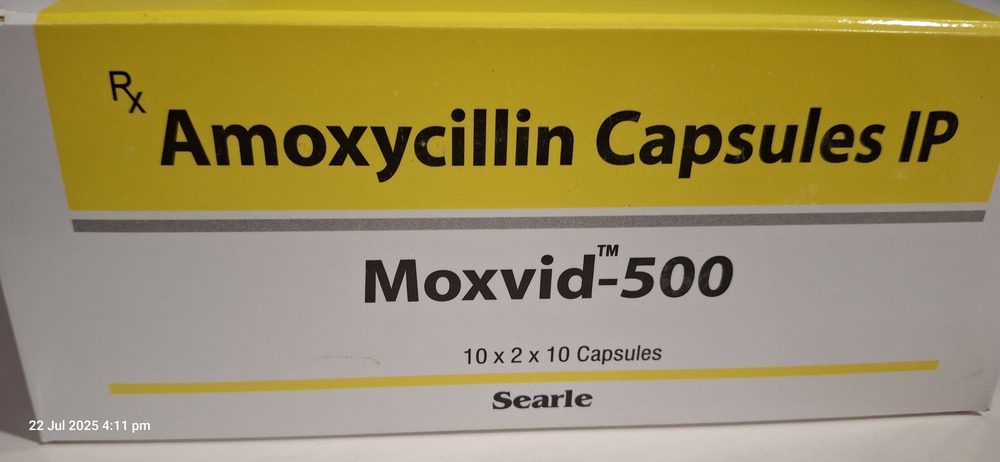 Rx
Amoxycillin Capsules IP
Moxvid™-500
10 x 2 x 10 Capsules
Searle
22 Jul 2025 4:11 pm